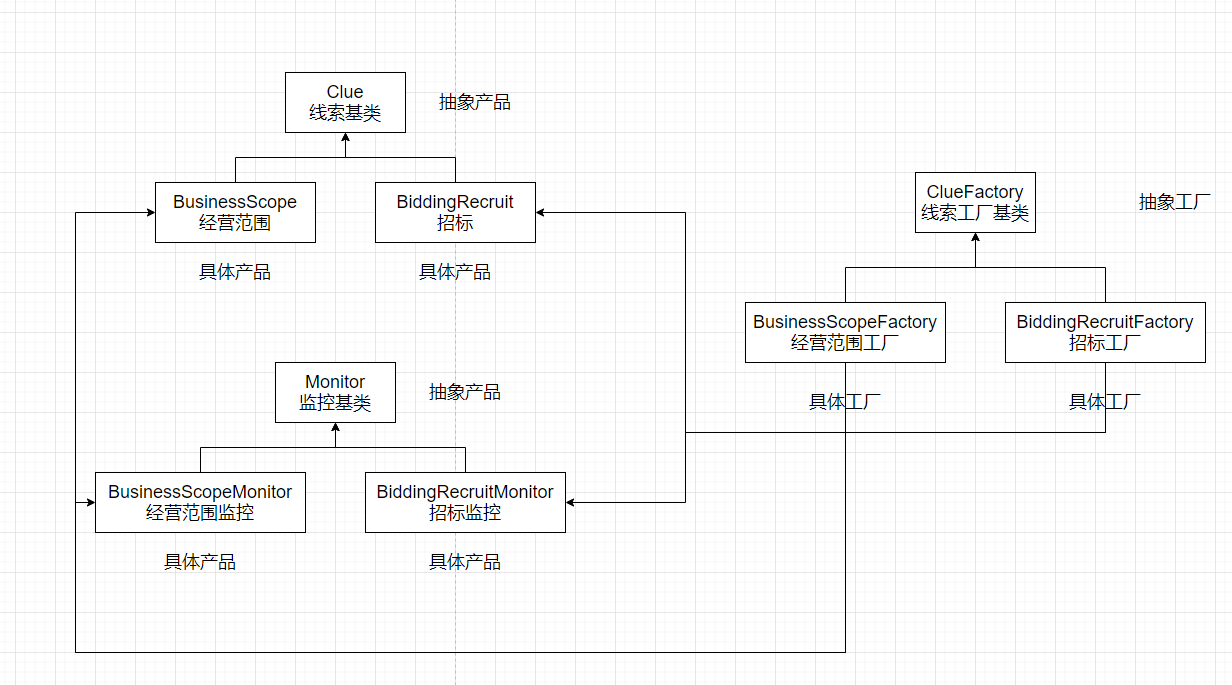 Clue
线索基类
抽象产品
BusinessScope
经营范围
BiddingRecruit
招标
具体产品
具体产品
Monitor
监控基类
抽象产品
BusinessScopeMonitor
经营范围监控
BiddingRecruitMonitor
招标监控
具体产品
具体产品
ClueFactory
线索工厂基类
抽象工厂
BusinessScopeFactory
经营范围工厂
BiddingRecruitFactory
招标工厂
具体工厂
具体工厂